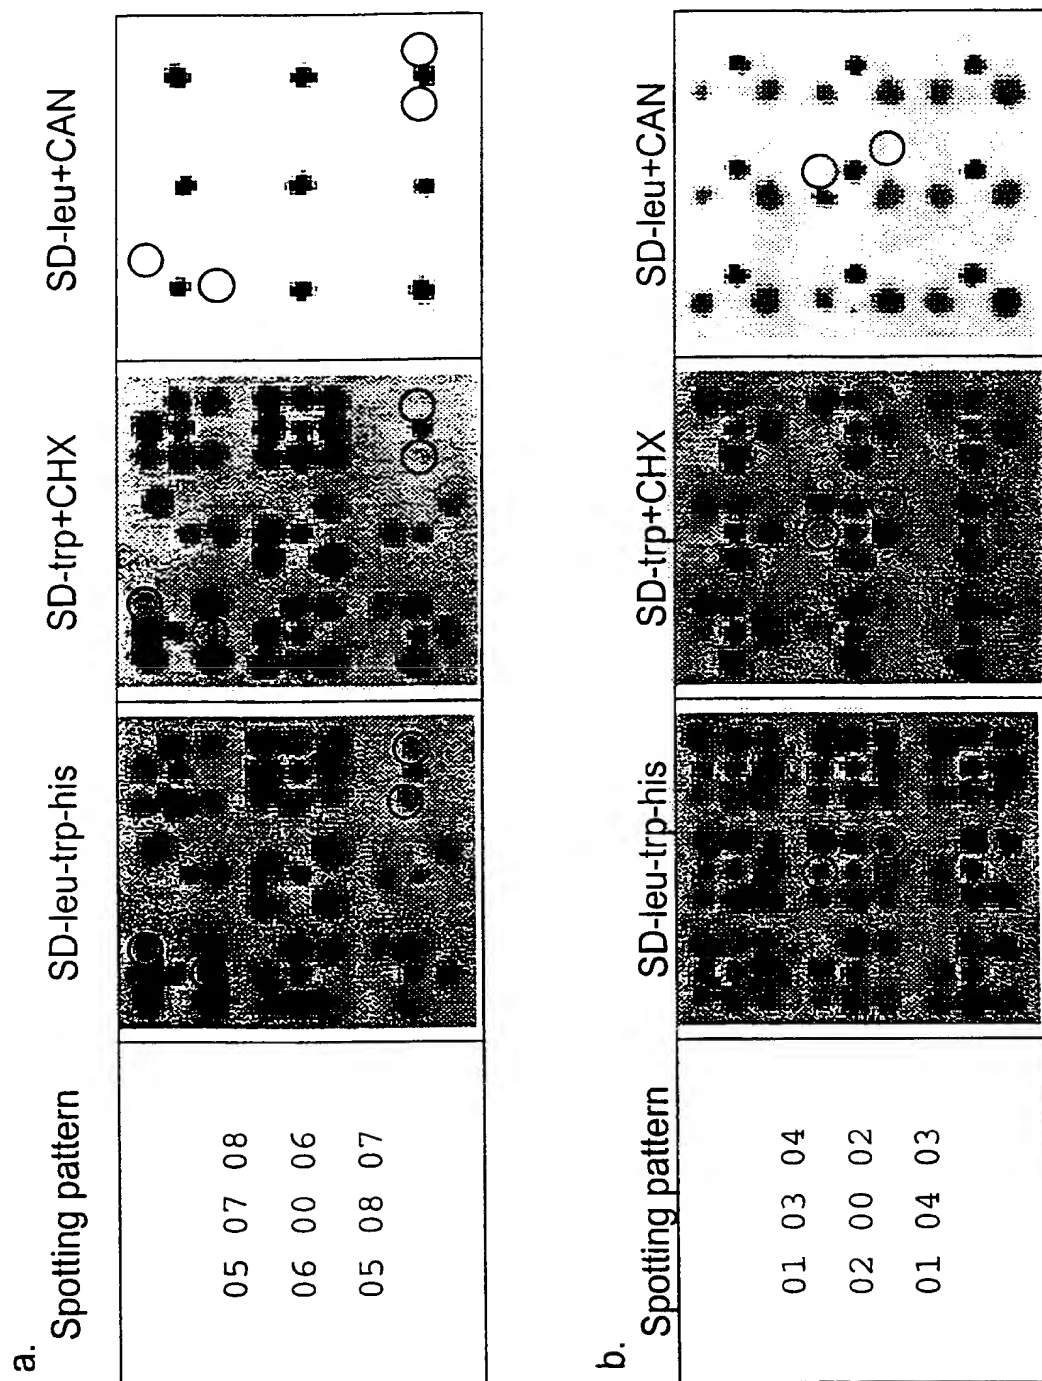 a.
Spotting pattern SD-leu-trp-his SD-trp+CHX SD-leu+CAN
05 07 08
06 00 06
05 08 07
b.
Spotting pattern SD-leu-trp-his SD-trp+CHX SD-leu+CAN
01 03 04
02 00 02
01 04 03